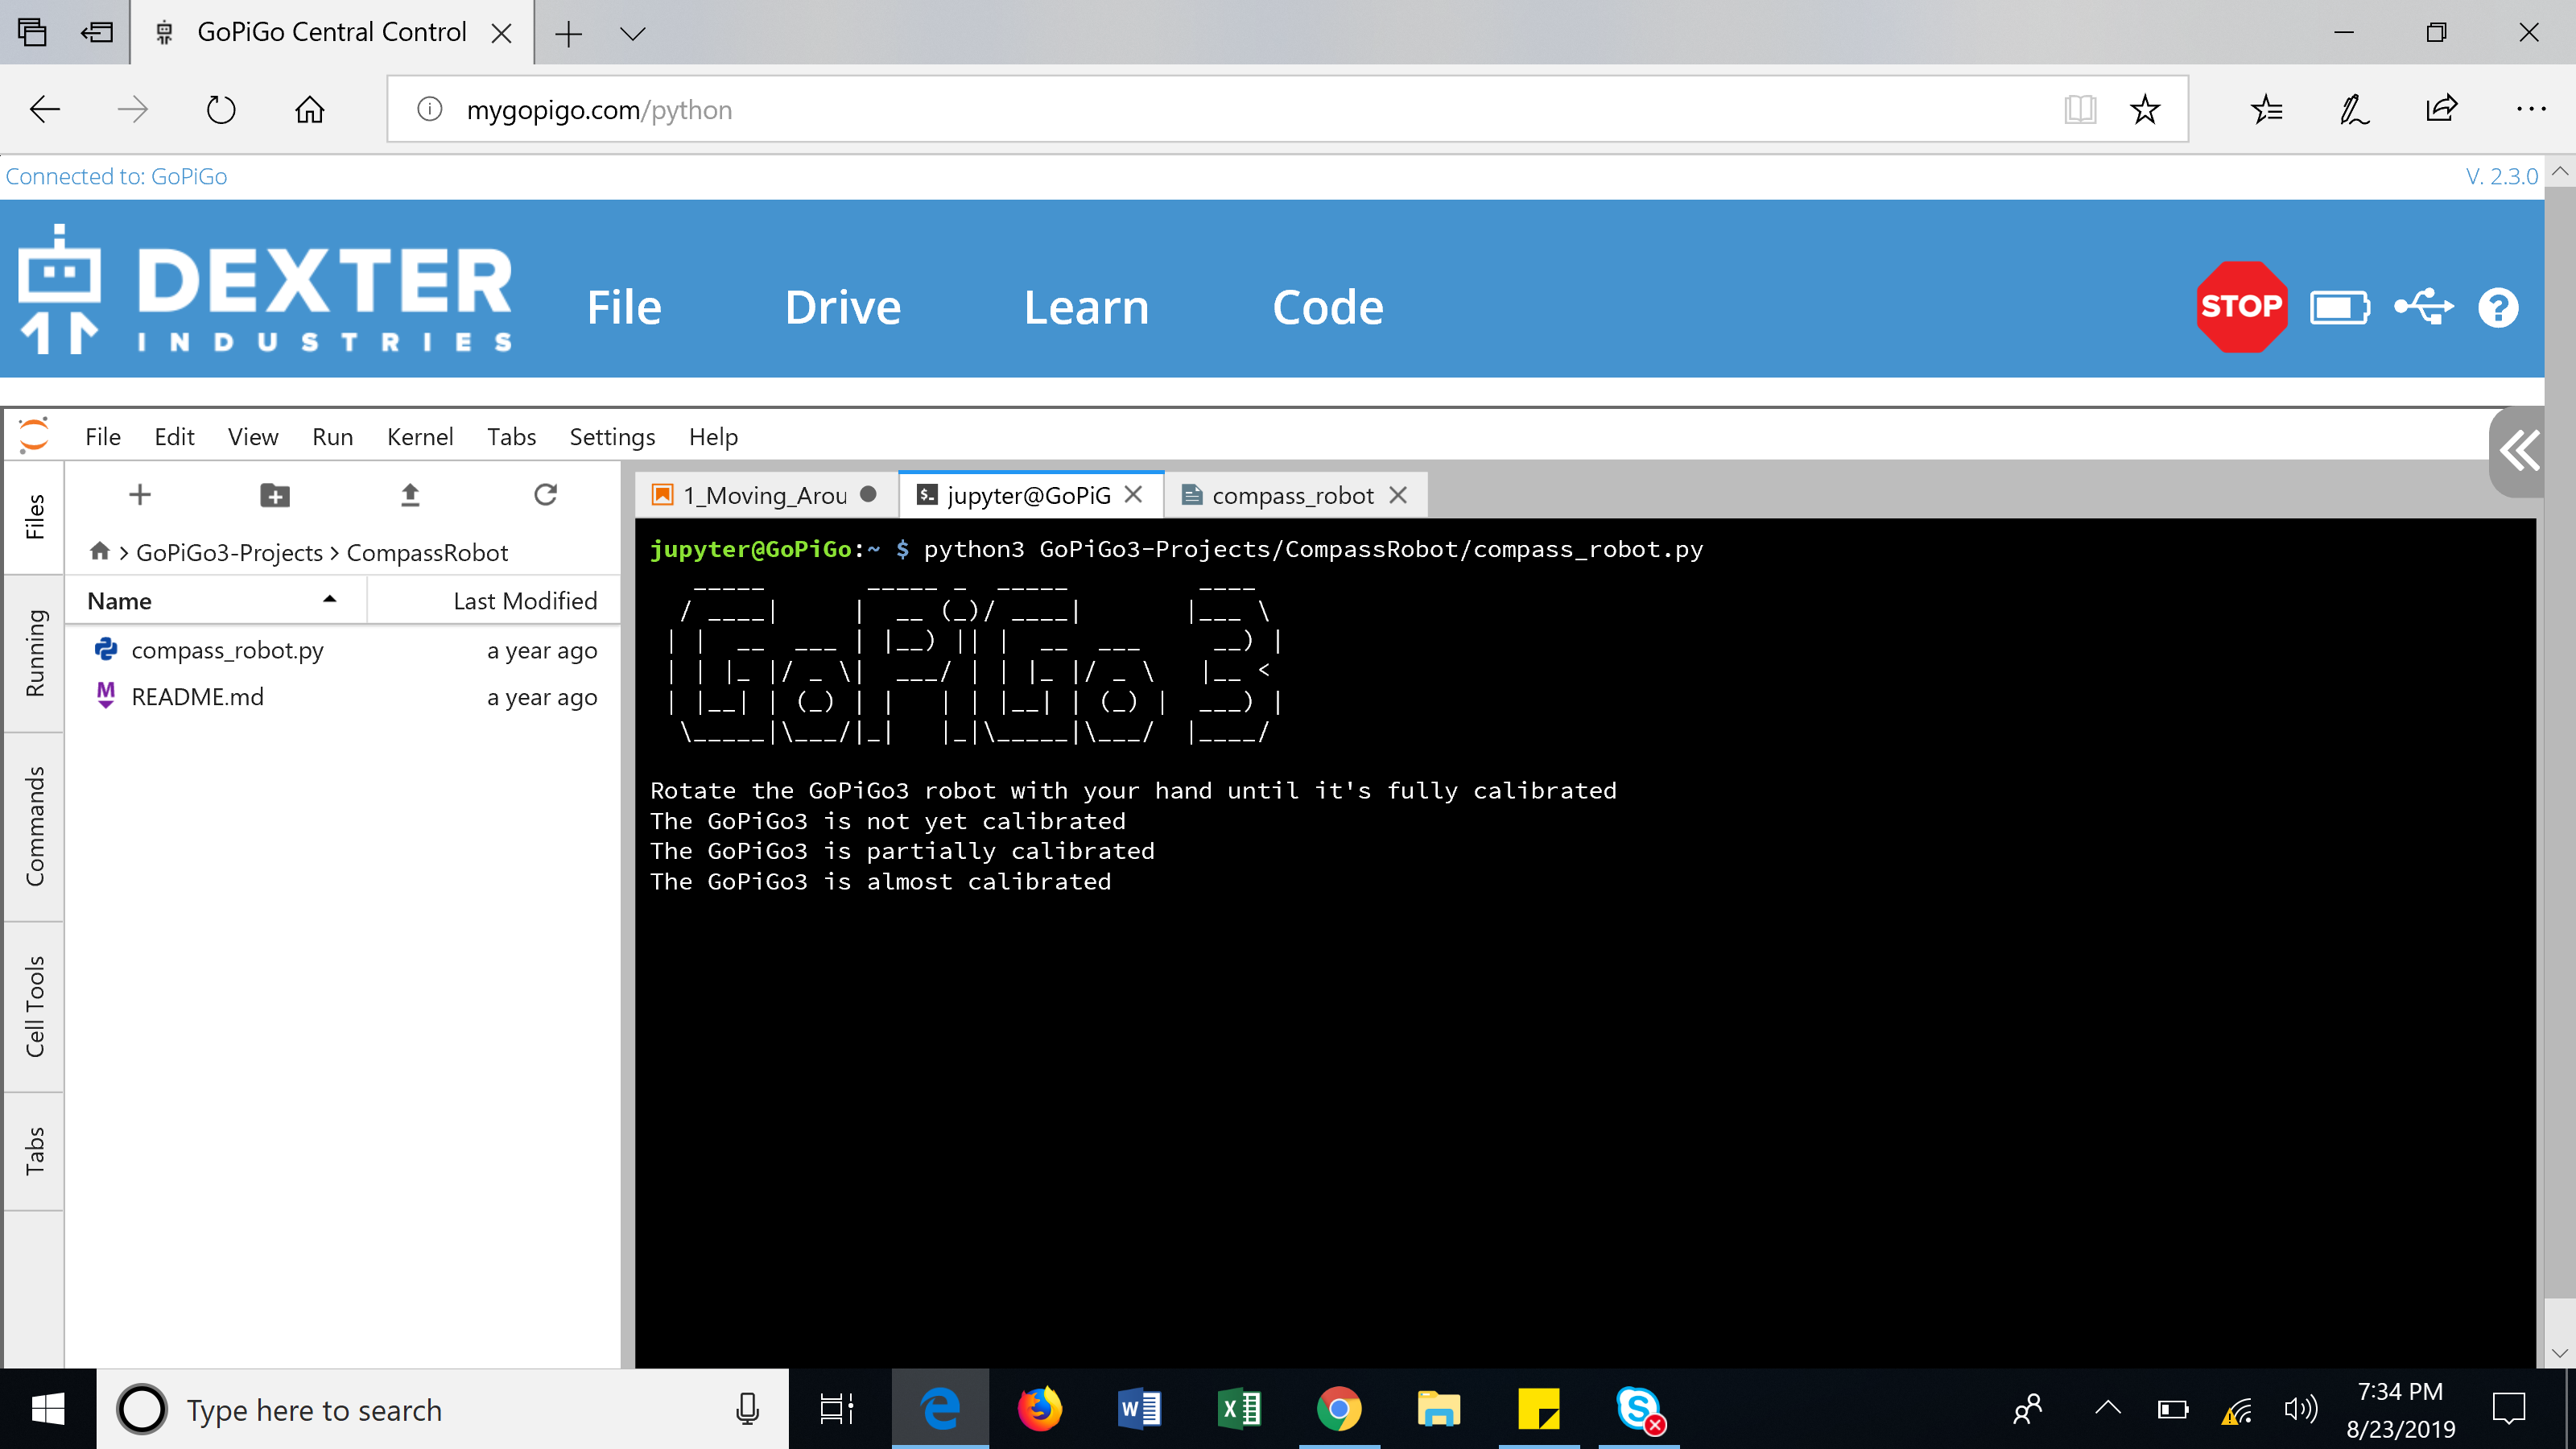 GoPiGo Central Control
mygopigo.com/python
Connected to: GoPiGo
V. 2.3.0
DEXTER
INDUSTRIES
File Drive Learn Code
STOP
?
File Edit View Run Kernel Tabs Settings Help
Files
Running
Commands
Cell Tools
Tabs
GoPiGo3-Projects > CompassRobot
Name Last Modified
compass_robot.py a year ago
M README.md a year ago
1_Moving_Arou
jupyter@GoPiG
compass_robot
jupyter@GoPiGo:~ $ python3 GoPiGo3-Projects/CompassRobot/compass_robot.py
GoPiGo 3
Rotate the GoPiGo3 robot with your hand until it's fully calibrated
The GoPiGo3 is not yet calibrated
The GoPiGo3 is partially calibrated
The GoPiGo3 is almost calibrated
Type here to search
7:34 PM
8/23/2019